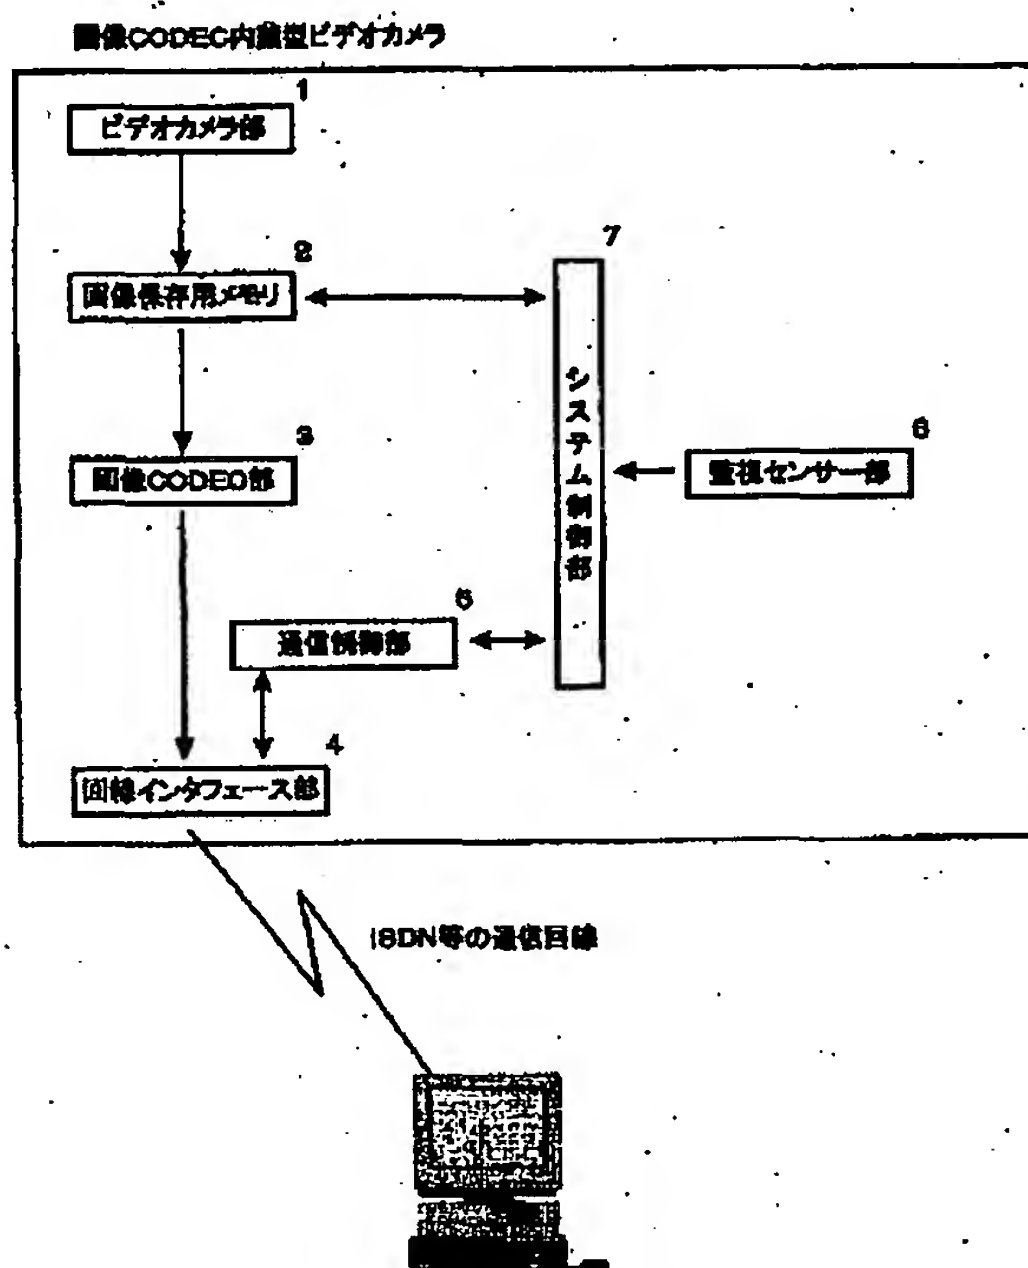 画像CODEC内蔵型ビデオカメラ
1
ビデオカメラ部
2
画像保存用メモリ
7
システム制御部
3
画像CODEC部
6
監視センサー部
5
通信制御部
4
回線インタフェース部
ISDN等の通信回線